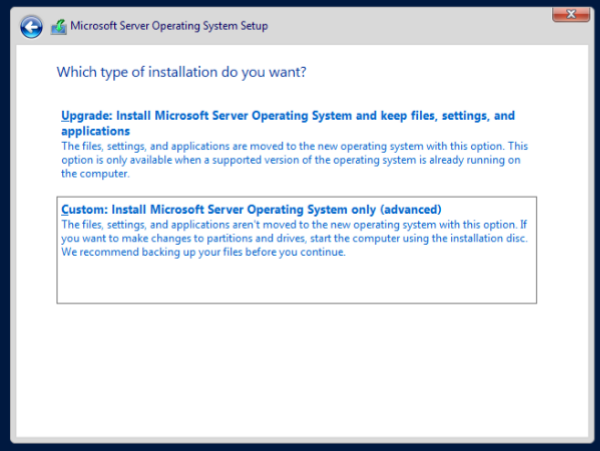 Microsoft Server Operating System Setup
Which type of installation do you want?
Upgrade: Install Microsoft Server Operating System and keep files, settings, and
applications
The files, settings, and applications are moved to the new operating system with this option. This
option is only available when a supported version of the operating system is already running on
the computer.
Custom: Install Microsoft Server Operating System only (advanced)
The files, settings, and applications aren't moved to the new operating system with this option. If
you want to make changes to partitions and drives, start the computer using the installation disc.
We recommend backing up your files before you continue.